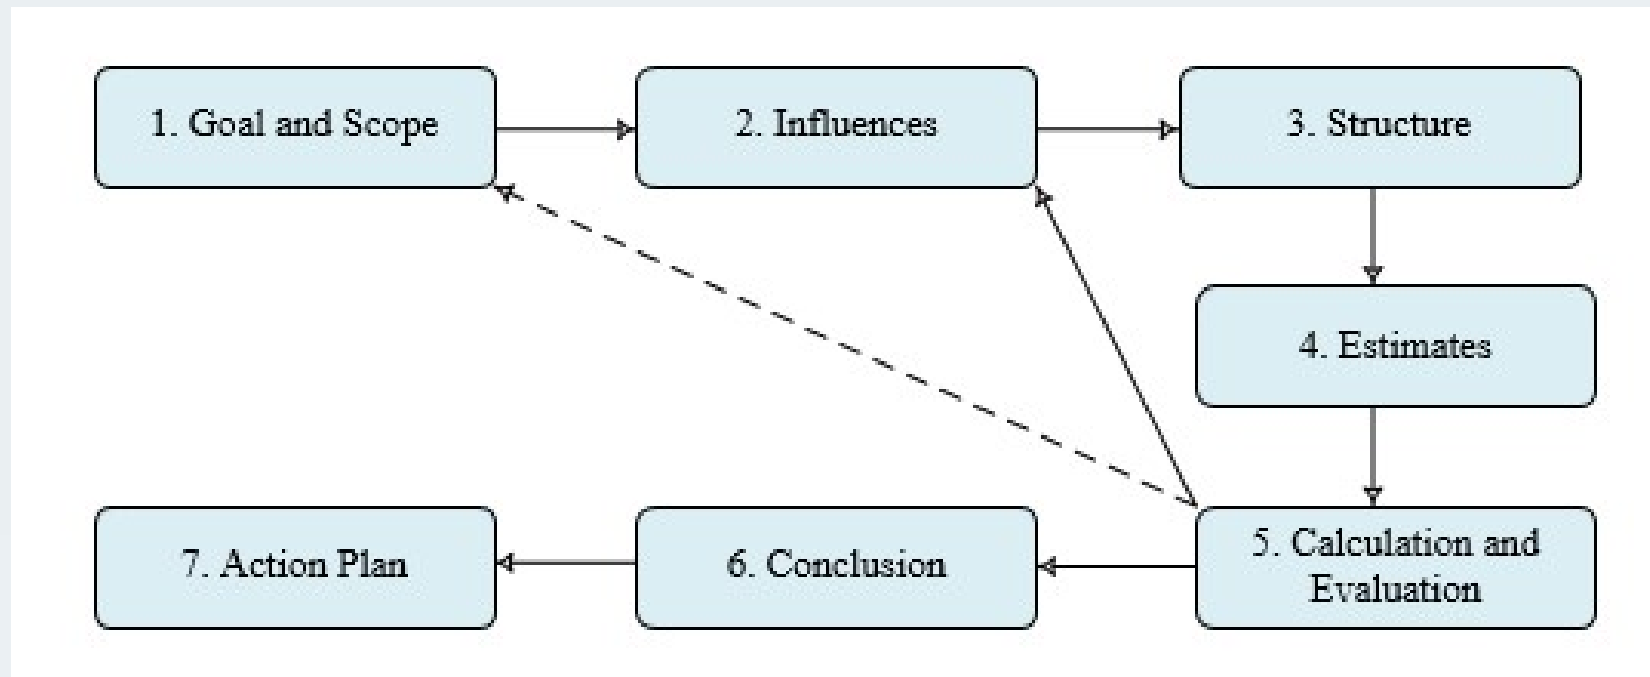 1. Goal and Scope
2. Influences
3. Structure
4. Estimates
5. Calculation and
Evaluation
6. Conclusion
7. Action Plan